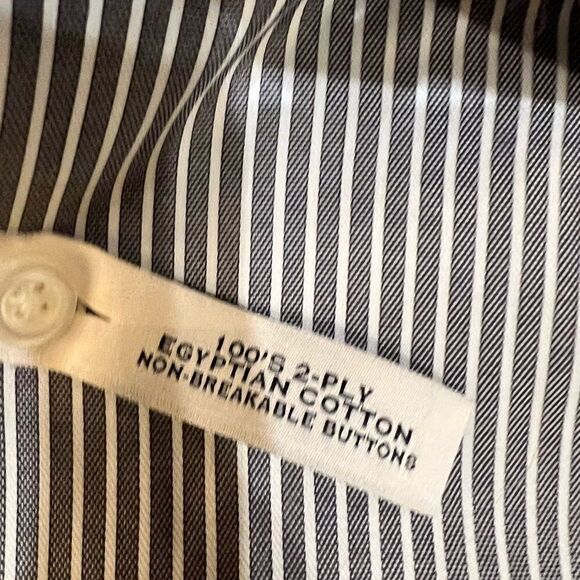 100'S 2-PLY
EGYPTIAN COTTON
NON-BREAKABLE BUTTONS